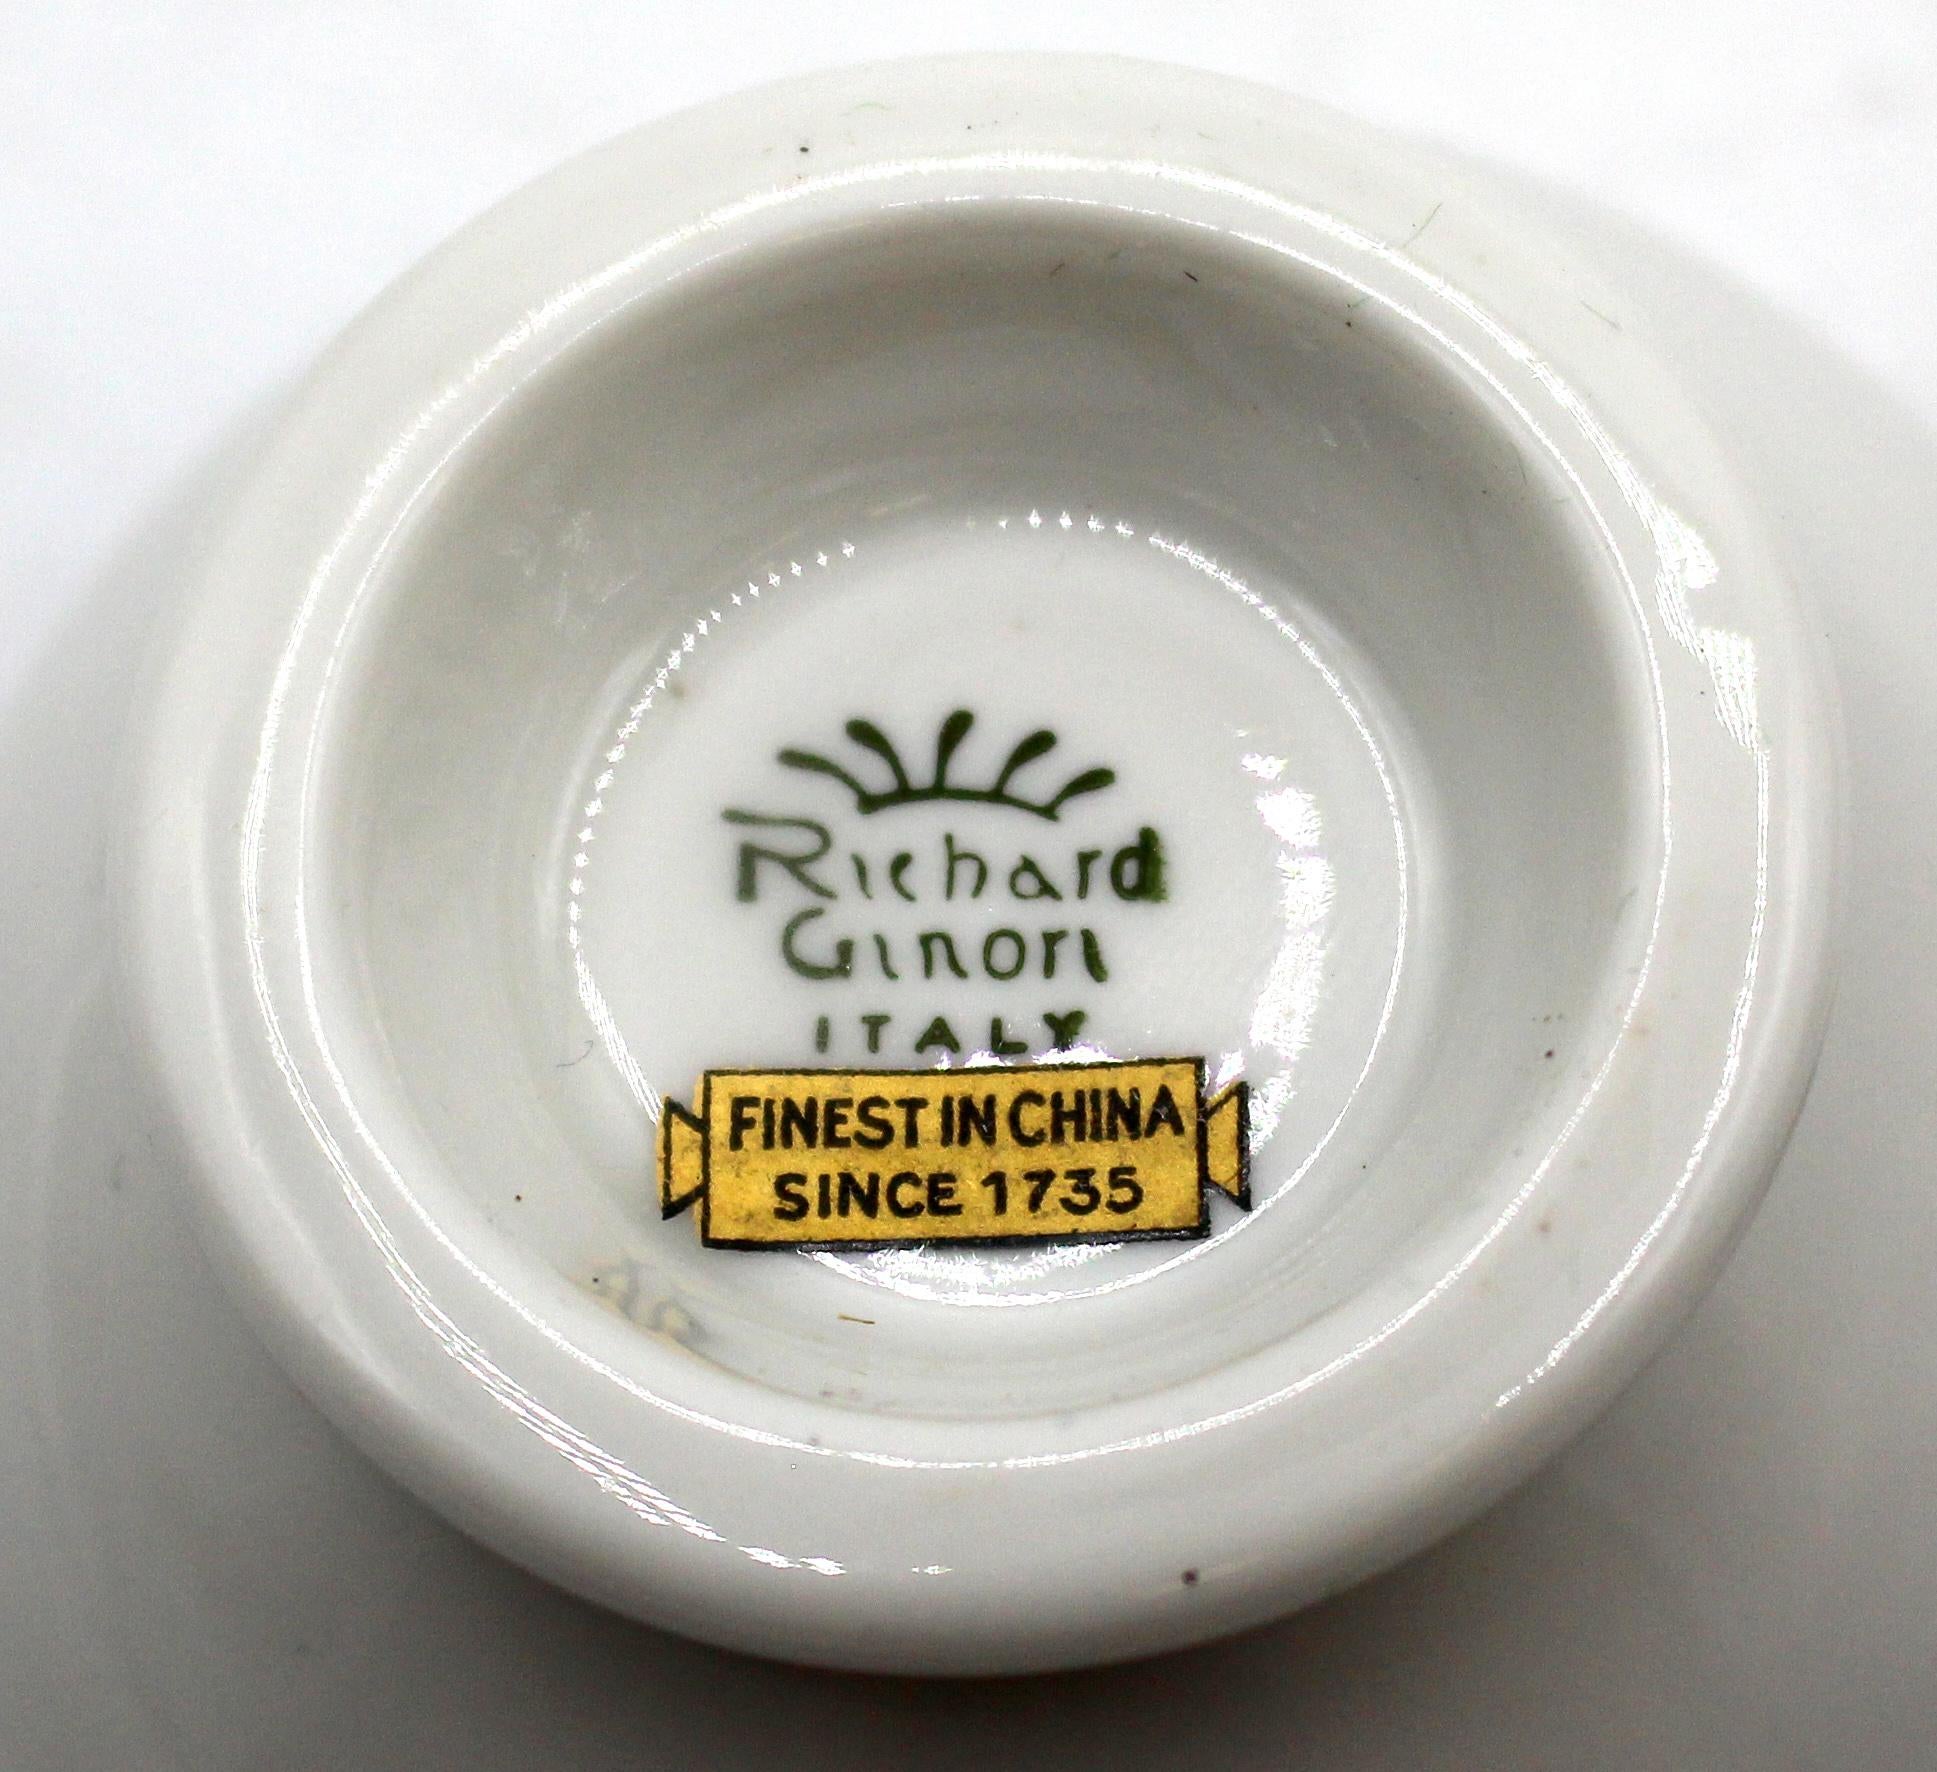 Richard
Ginori
ITALY
FINEST IN CHINA
SINCE 1735